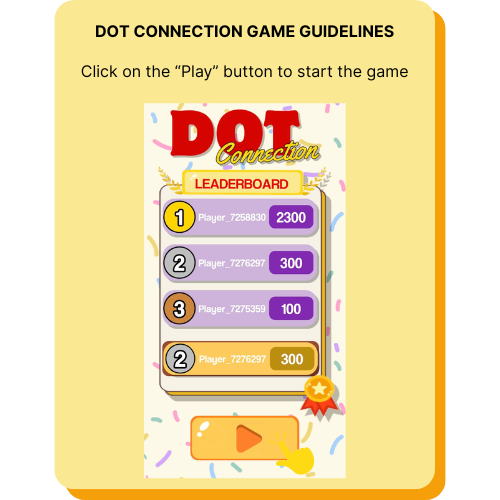 DOT CONNECTION GAME GUIDELINES
Click on the “Play” button to start the game
DOT
Connection
LEADERBOARD
1 Player_7258830 2300
2 Player_7276297 300
3 Player_7275359 100
2 Player_7276297 300